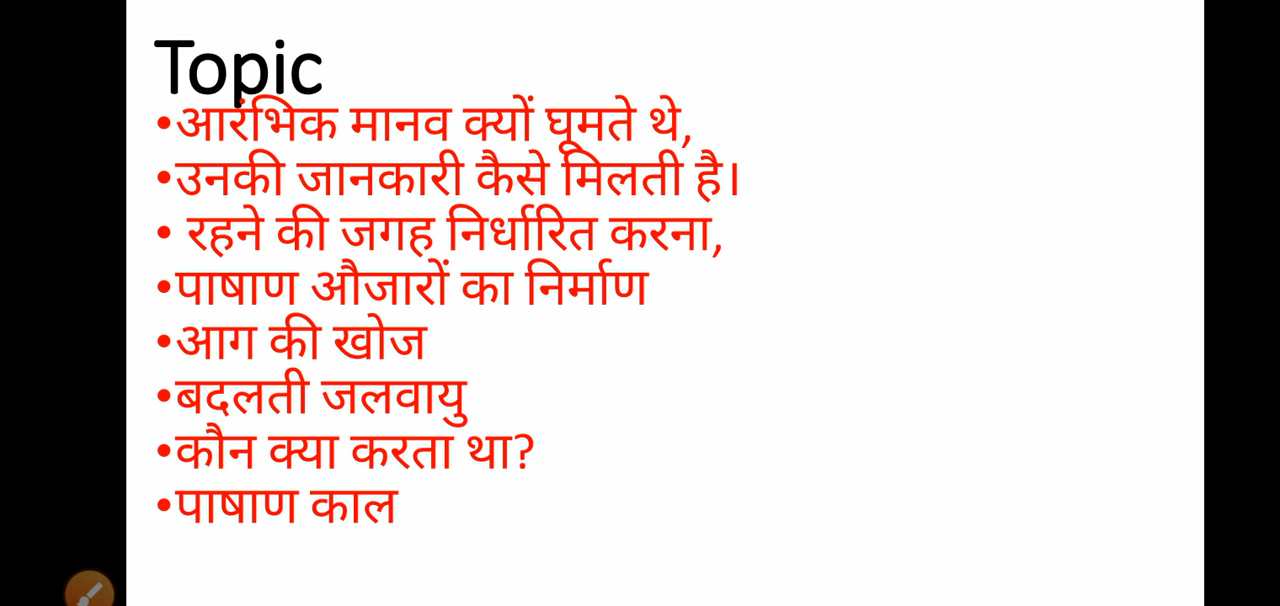 Topic
•आरंभिक मानव क्यों घूमते थे,
•उनकी जानकारी कैसे मिलती है।
• रहने की जगह निर्धारित करना,
•पाषाण औजारों का निर्माण
•आग की खोज
•बदलती जलवायु
•कौन क्या करता था?
•पाषाण काल